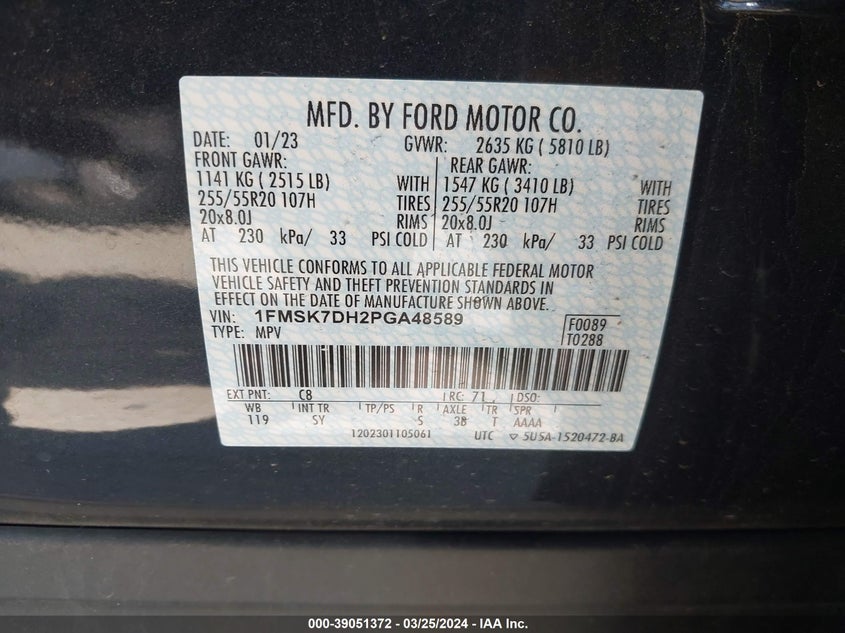 MFD. BY FORD MOTOR CO.
DATE: 01/23 GVWR: 2635 KG ( 5810 LB)
FRONT GAWR: REAR GAWR:
1141 KG ( 2515 LB) WITH 1547 KG ( 3410 LB) WITH
255/55R20 107H TIRES 255/55R20 107H TIRES
20x8.0J RIMS 20x8.0J RIMS
AT 230 kPa/ 33 PSI COLD AT 230 kPa/ 33 PSI COLD
THIS VEHICLE CONFORMS TO ALL APPLICABLE FEDERAL MOTOR
VEHICLE SAFETY AND THEFT PREVENTION STANDARDS IN
EFFECT ON THE DATE OF MANUFACTURE SHOWN ABOVE.
VIN: 1FMSK7DH2PGA48589 F0089
TYPE: MPV T0288
EXT PNT: C8 RC: 71 DSO:
WB INT TR TP/PS R AXLE TR SPR
119 SY S 3B T AAAA
1202301105061 UTC ▽ 5U5A-1520472-BA
000-39051372 - 03/25/2024 - IAA Inc.